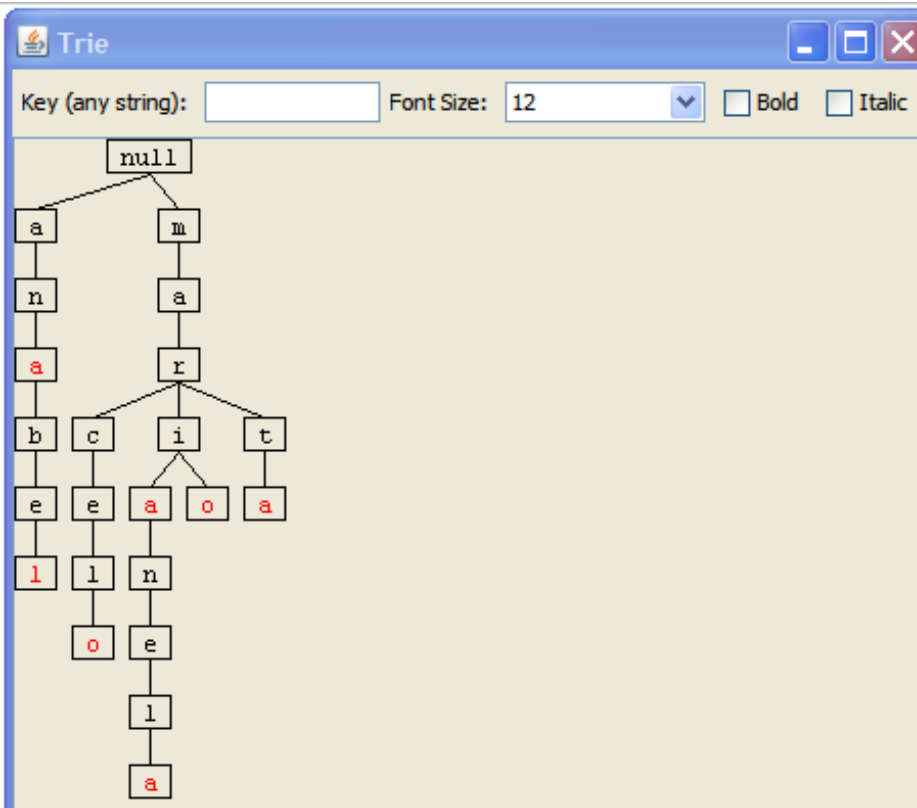 Trie
Key (any string): Font Size: 12 Bold Italic
null
a m
n a
a r
b c i t
e e a o a
l l n
o e
l
a